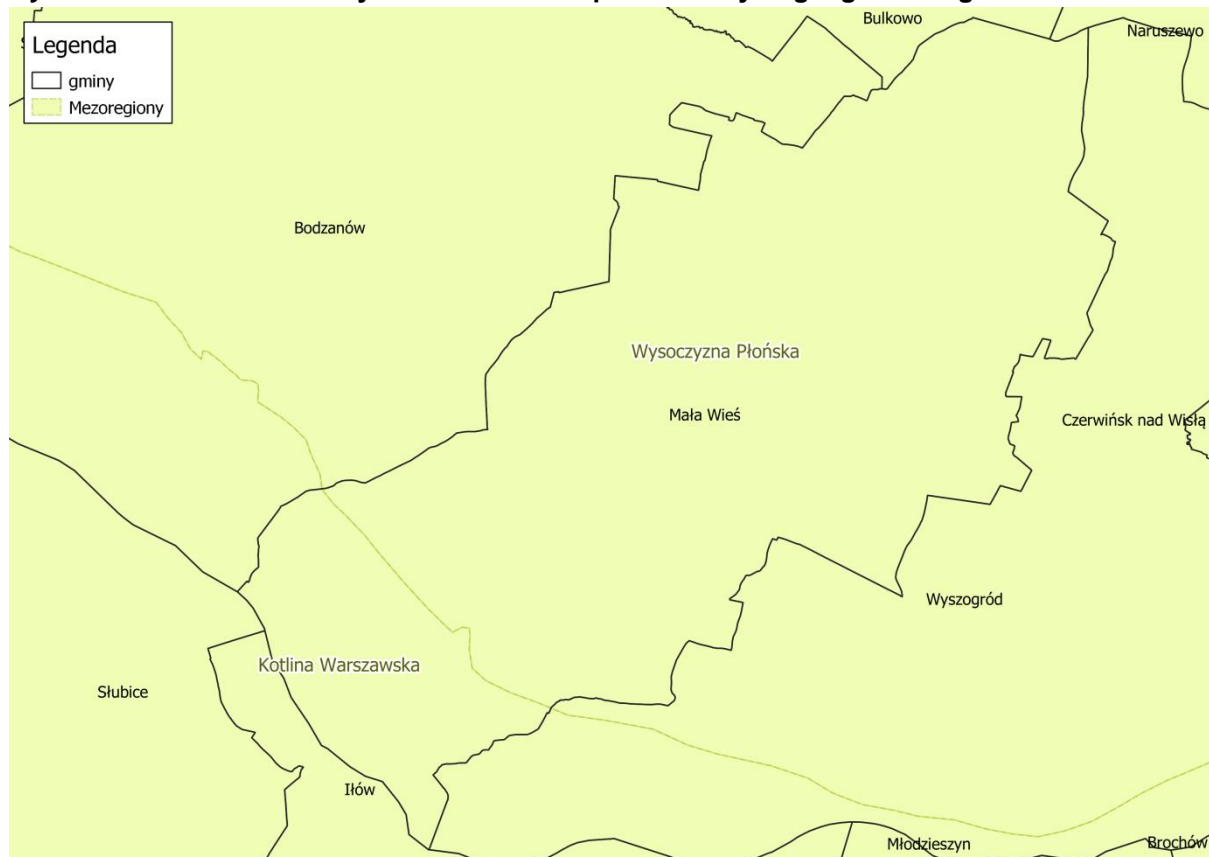 Bulkowo
Naruszewo
Legenda
gminy
Mezoregiony
Bodzanów
Wysoczyzna Płońska
Mała Wieś
Czerwińsk nad Wisłą
Wyszogród
Kotlina Warszawska
Słubice
Iłów
Młodzieszyn
Brochów